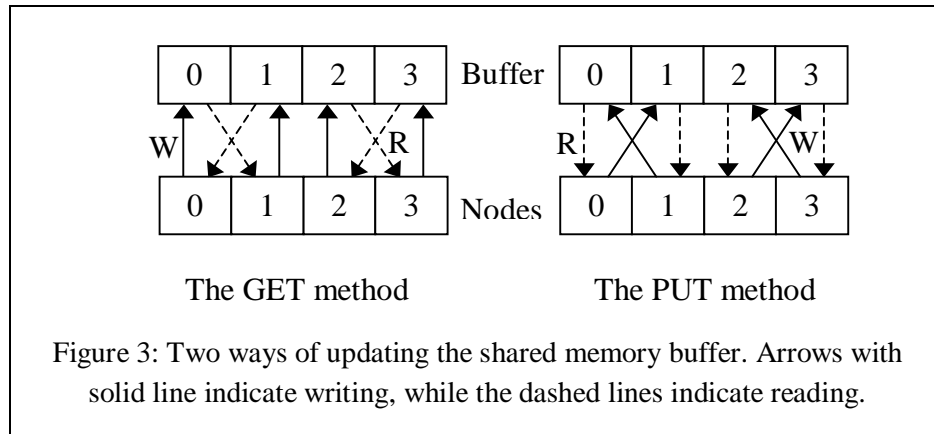 0 1 2 3 Buffer 0 1 2 3
W R R W
0 1 2 3 Nodes 0 1 2 3
The GET method The PUT method
Figure 3: Two ways of updating the shared memory buffer. Arrows with
solid line indicate writing, while the dashed lines indicate reading.